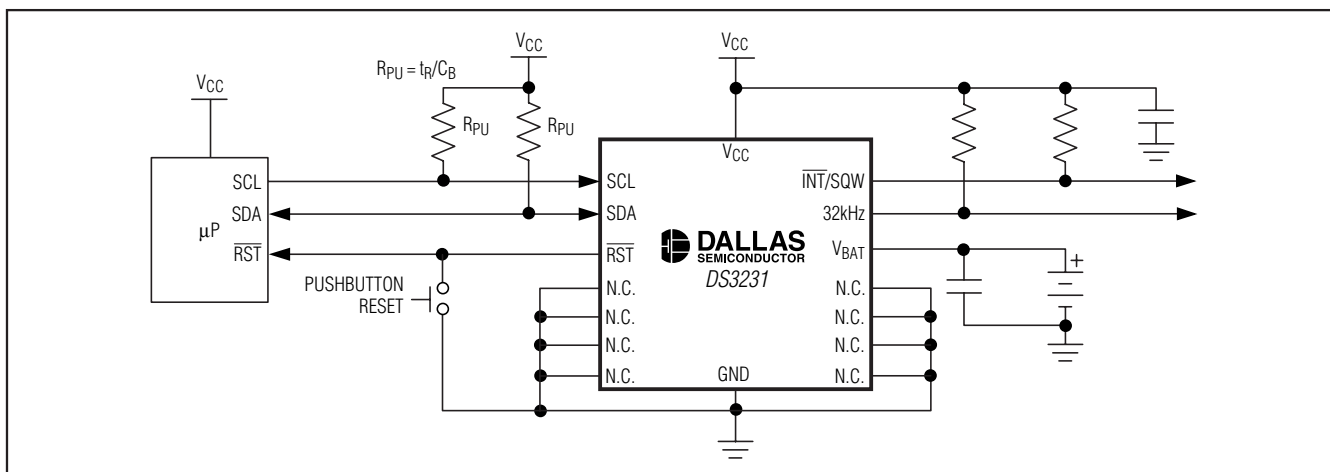 VCC
VCC
RPU = tR/CB
VCC
RPU
RPU
VCC
SCL
SCL
INT/SQW
SDA
SDA
32kHz
μP
RST
RST
DALLAS
SEMICONDUCTOR
DS3231
VBAT
+
PUSHBUTTON
RESET
N.C.
N.C.
N.C.
N.C.
N.C.
N.C.
N.C.
GND
N.C.